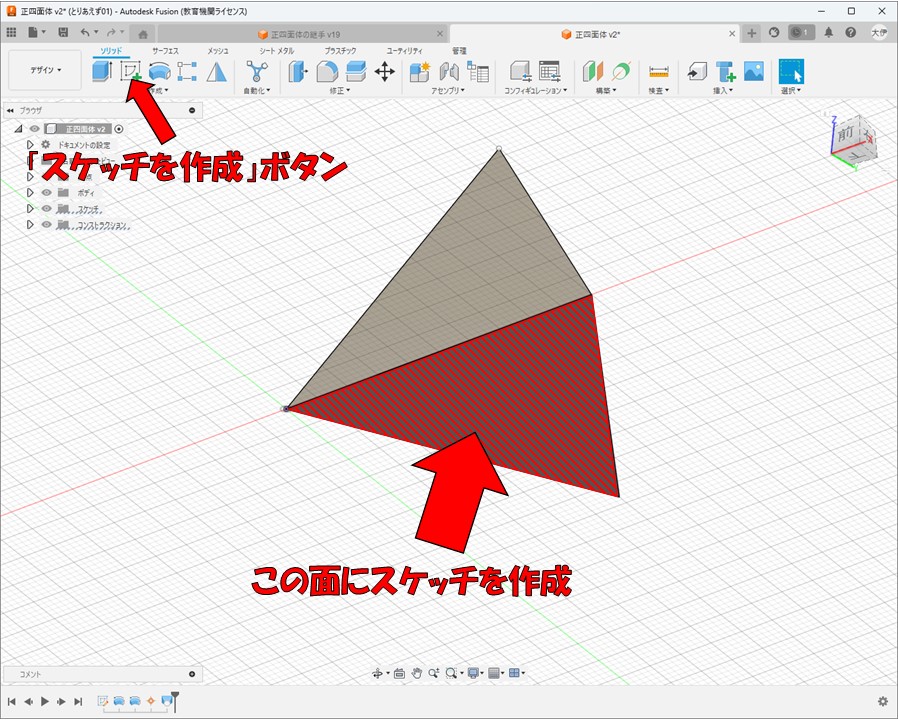 正四面体 v2* (とりあえず01) - Autodesk Fusion (教育機関ライセンス)
正四面体の継手 v19
正四面体 v2*
1
大伊
ソリッド
サーフェス
メッシュ
シート メタル
プラスチック
ユーティリティ
管理
デザイン
作成
自動化
修正
アセンブリ
コンフィギュレーション
構築
検査
挿入
選択
ブラウザ
正四面体 v2
ドキュメントの設定
「スケッチを作成」ボタン
ボディ
スケッチ
コンストラクション
Z
前
右
この面にスケッチを作成
コメント